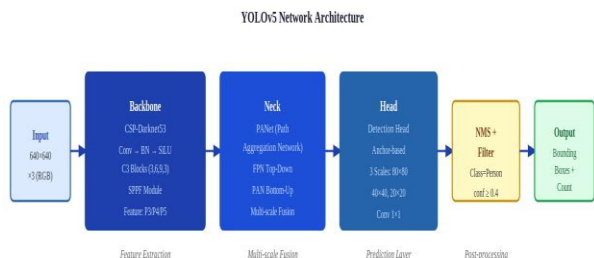 YOLOv5 Network Architecture
Input
640×640
×3 (RGB)
Backbone
CSP-Darknet53
Conv → BN → SiLU
C3 Blocks (3,6,9,3)
SPPF Module
Feature: P3/P4/P5
Neck
PANet (Path
Aggregation Network)
FPN Top-Down
PAN Bottom-Up
Multi-scale Fusion
Head
Detection Head
Anchor-based
3 Scales: 80×80
40×40, 20×20
Conv 1×1
NMS +
Filter
Class=Person
conf ≥ 0.4
Output
Bounding
Boxes +
Count
Feature Extraction
Multi-scale Fusion
Prediction Layer
Post-processing